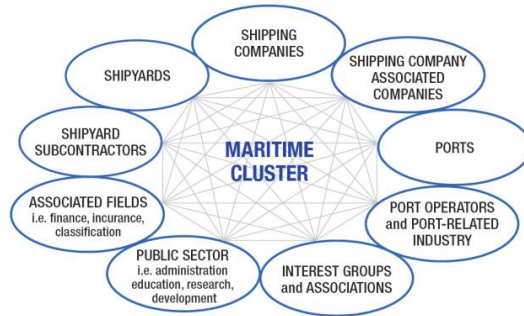 SHIPPING
COMPANIES
SHIPPING COMPANY
ASSOCIATED
COMPANIES
PORTS
PORT OPERATORS
and PORT-RELATED
INDUSTRY
INTEREST GROUPS
and ASSOCIATIONS
PUBLIC SECTOR
i.e. administration
education, research,
development
ASSOCIATED FIELDS
i.e. finance, incurance,
classification
SHIPYARD
SUBCONTRACTORS
SHIPYARDS
MARITIME
CLUSTER